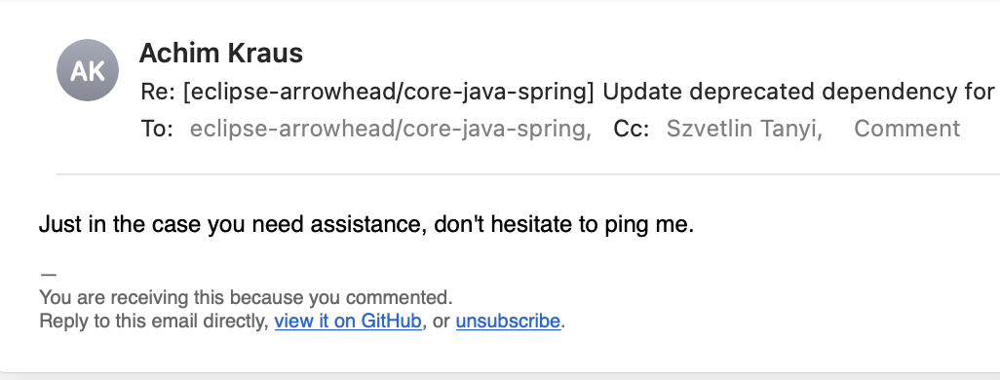 AK
Achim Kraus
Re: [eclipse-arrowhead/core-java-spring] Update deprecated dependency for
To: eclipse-arrowhead/core-java-spring, Cc: Szvetlin Tanyi, Comment
Just in the case you need assistance, don't hesitate to ping me.
—
You are receiving this because you commented.
Reply to this email directly, view it on GitHub, or unsubscribe.